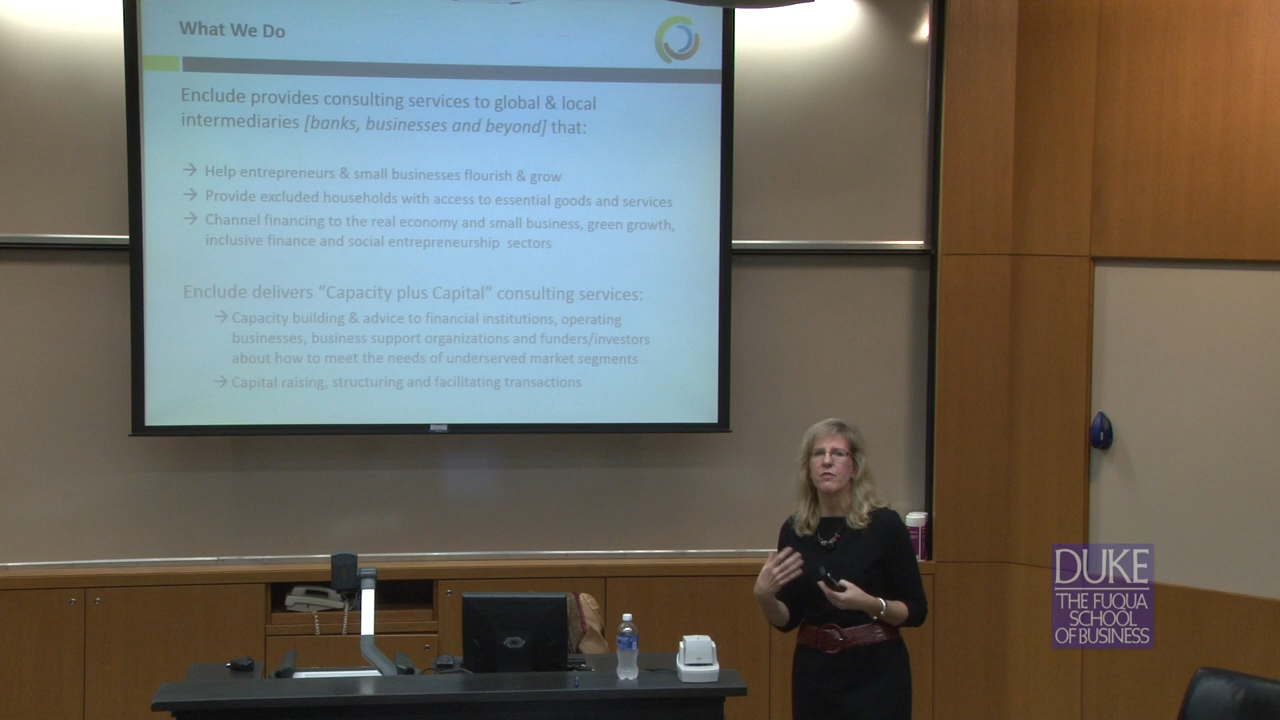 What We Do
Enclude provides consulting services to global & local
intermediaries [banks, businesses and beyond] that:
→ Help entrepreneurs & small businesses flourish & grow
→ Provide excluded households with access to essential goods and services
→ Channel financing to the real economy and small business, green growth,
inclusive finance and social entrepreneurship sectors
Enclude delivers “Capacity plus Capital” consulting services:
→ Capacity building & advice to financial institutions, operating
businesses, business support organizations and funders/investors
about how to meet the needs of underserved market segments
→ Capital raising, structuring and facilitating transactions
DUKE
THE FUQUA
SCHOOL
OF BUSINESS